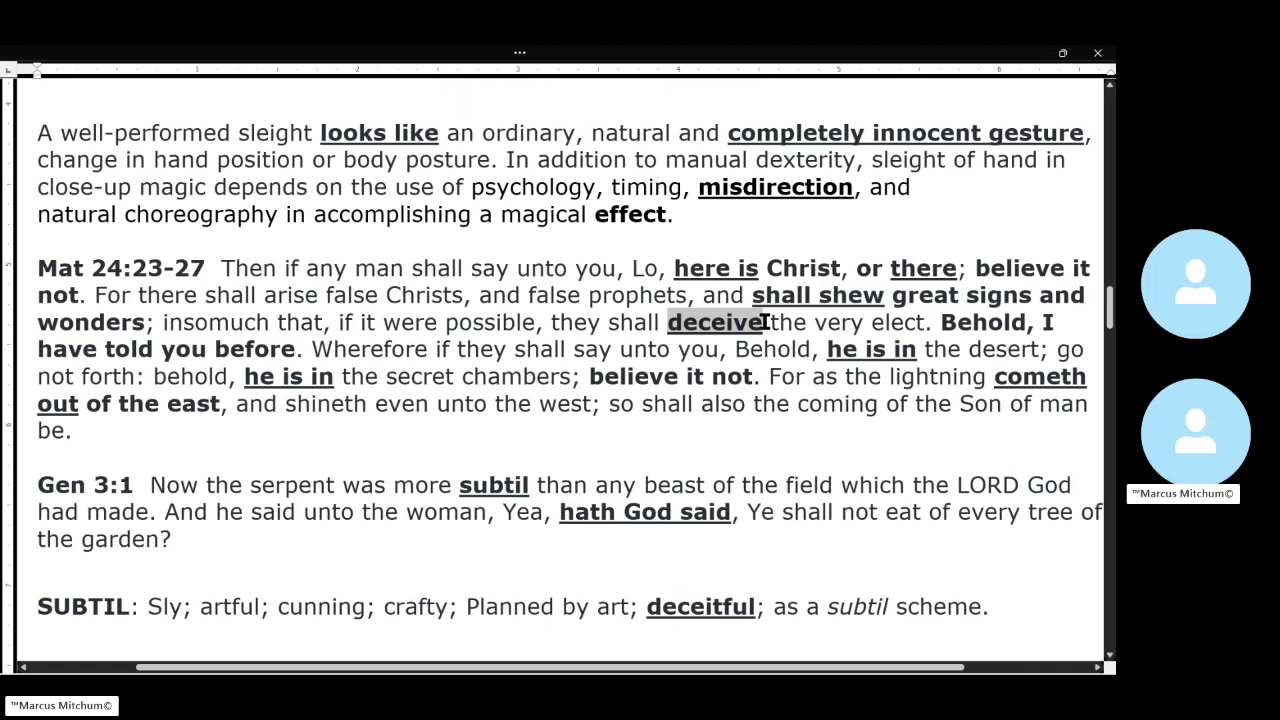 A well-performed sleight looks like an ordinary, natural and completely innocent gesture,
change in hand position or body posture. In addition to manual dexterity, sleight of hand in
close-up magic depends on the use of psychology, timing, misdirection, and
natural choreography in accomplishing a magical effect.
Mat 24:23-27 Then if any man shall say unto you, Lo, here is Christ, or there; believe it
not. For there shall arise false Christs, and false prophets, and shall shew great signs and
wonders; insomuch that, if it were possible, they shall deceive the very elect. Behold, I
have told you before. Wherefore if they shall say unto you, Behold, he is in the desert; go
not forth: behold, he is in the secret chambers; believe it not. For as the lightning cometh
out of the east, and shineth even unto the west; so shall also the coming of the Son of man
be.
Gen 3:1 Now the serpent was more subtil than any beast of the field which the LORD God
had made. And he said unto the woman, Yea, hath God said, Ye shall not eat of every tree of
the garden?
SUBTIL: Sly; artful; cunning; crafty; Planned by art; deceitful; as a subtil scheme.
™Marcus Mitchum©
™Marcus Mitchum©
1 2 3 4 5 6
4
5
6
7